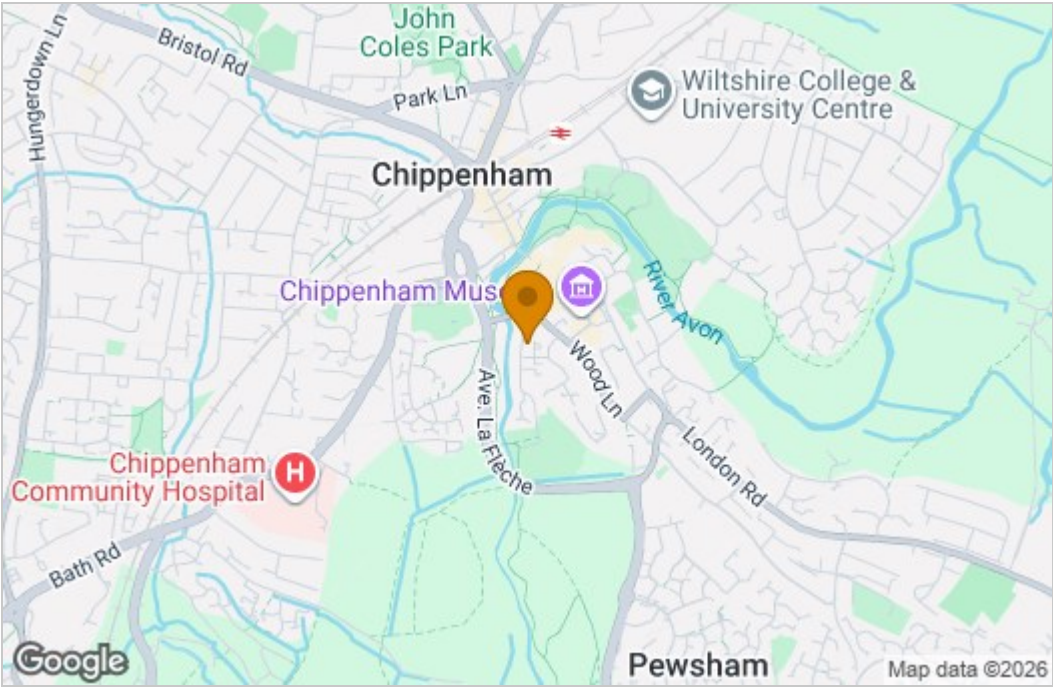 John
Coles Park
Hungerdown Ln
Bristol Rd
Park Ln
Wiltshire College &
University Centre
Chippenham
Chippenham Mus
River Avon
Wood Ln
Ave. La Flèche
London Rd
Chippenham
Community Hospital
H
Bath Rd
Pewsham
Google
Map data ©2026